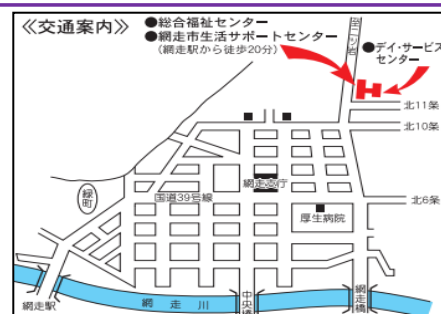 ≪交通案内≫
●総合福祉センター
●網走市生活サポートセンター
(網走駅から徒歩20分)
●デイ・サービス
センター
至二ツ岩
北11条
北10条
網走支庁
緑町
国道39号線
北6条
厚生病院
網走川
網走駅
中央橋
網走橋